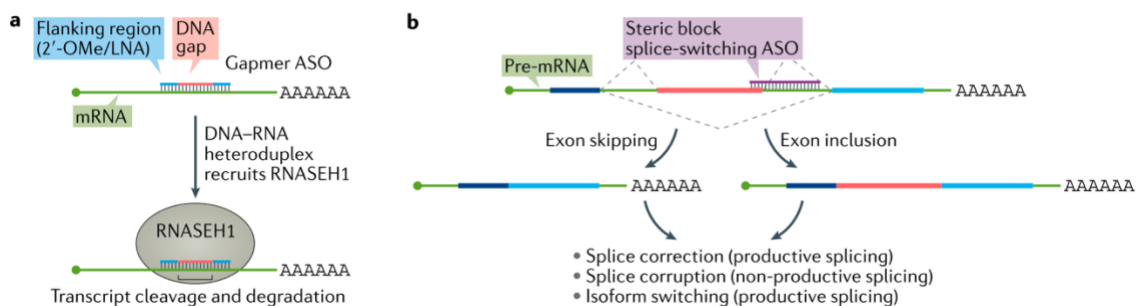 a
Flanking region
(2′-OMe/LNA)
DNA
gap
Gapmer ASO
AAAAAA
mRNA
DNA–RNA
heteroduplex
recruits RNASEH1
RNASEH1
AAAAAA
Transcript cleavage and degradation
b
Steric block
splice-switching ASO
Pre-mRNA
AAAAAA
Exon skipping
Exon inclusion
AAAAAA
AAAAAA
• Splice correction (productive splicing)
• Splice corruption (non-productive splicing)
• Isoform switching (productive splicing)